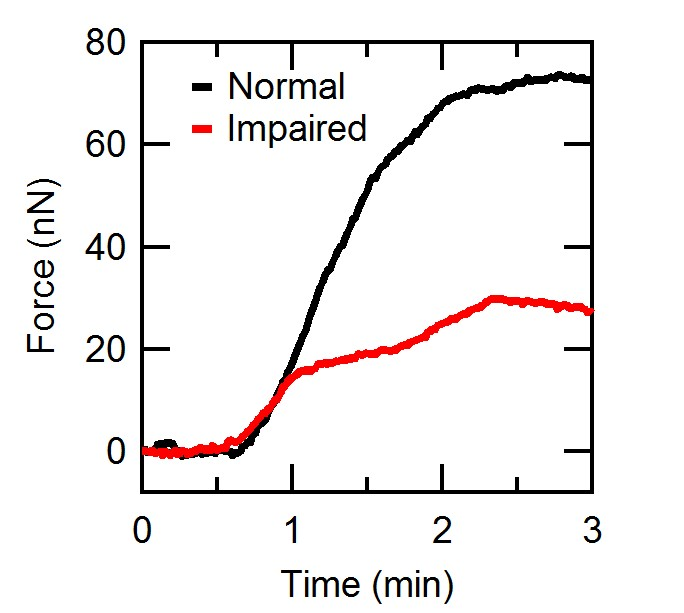 80
Normal
Impaired
60
40
20
0
Force (nN)
0 1 2 3
Time (min)